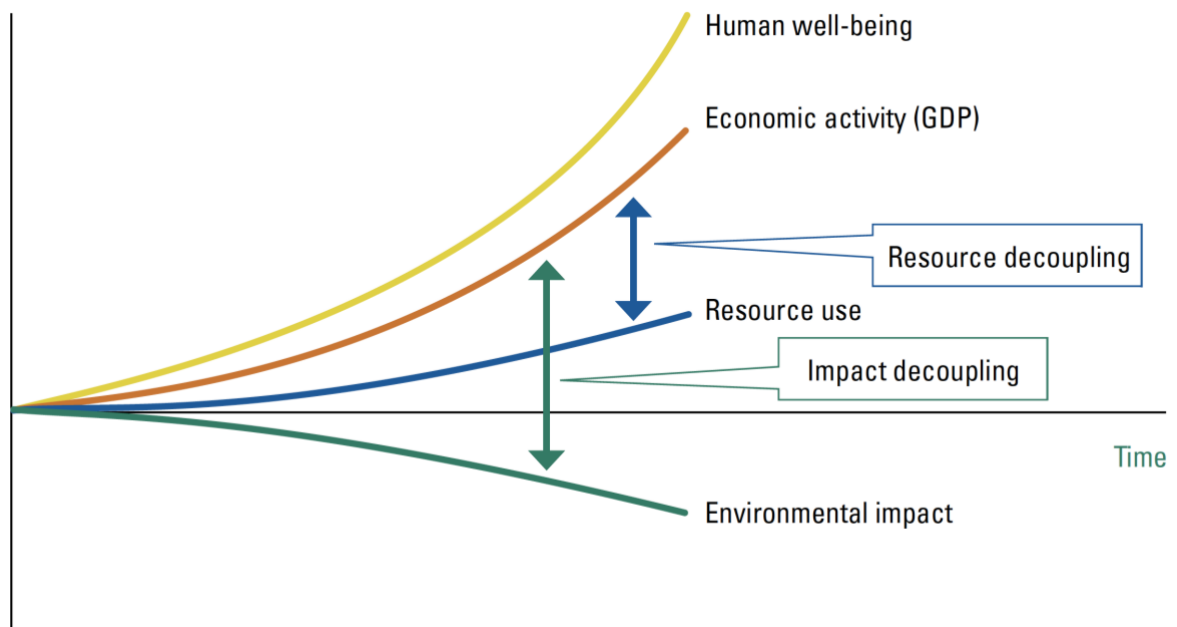 Human well-being
Economic activity (GDP)
Resource decoupling
Resource use
Impact decoupling
Time
Environmental impact